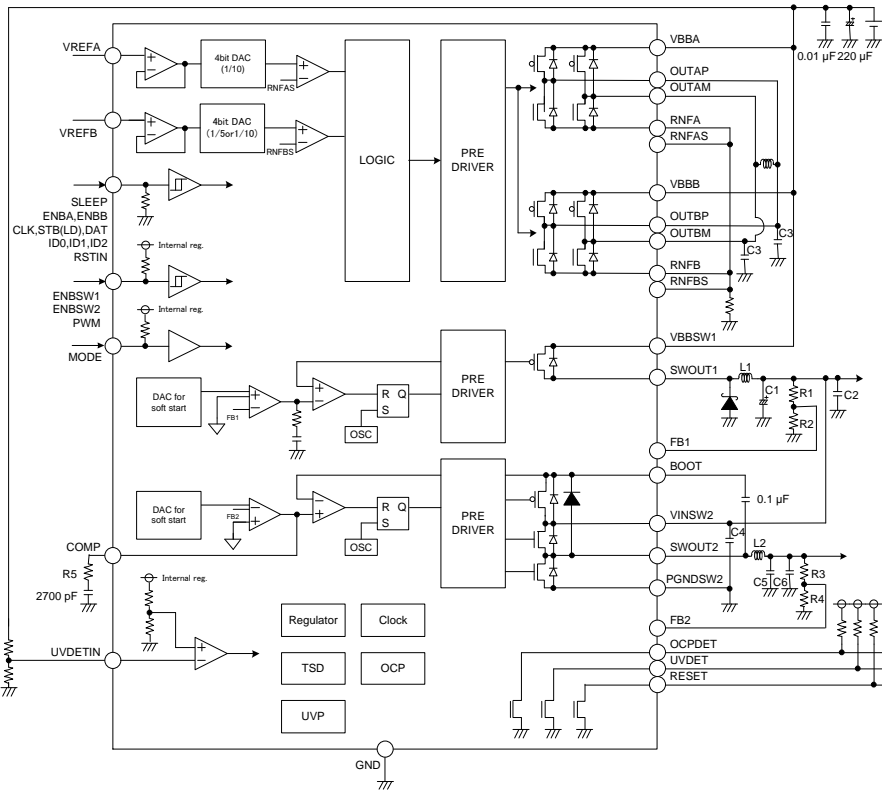 0.01 µF
220 µF
VREFA
4bit DAC
(1/10)
RNFAS
VREFB
4bit DAC
(1/5or1/10)
RNFBS
LOGIC
PRE
DRIVER
VBBA
OUTAP
OUTAM
RNFA
RNFAS
VBBB
OUTBP
OUTBM
C3
C3
RNFB
RNFBS
SLEEP
ENBA,ENBB
CLK,STB(LD),DAT
ID0,ID1,ID2
RSTIN
Internal reg.
ENBSW1
ENBSW2
PWM
Internal reg.
MODE
DAC for
soft start
FB1
R Q
S
OSC
PRE
DRIVER
VBBSW1
SWOUT1
L1
C1
R1
R2
C2
FB1
BOOT
0.1 µF
DAC for
soft start
FB2
R Q
S
OSC
PRE
DRIVER
VINSW2
C4
SWOUT2
L2
PGNDSW2
C5
C6
R3
R4
FB2
COMP
R5
2700 pF
Internal reg.
UVDETIN
Regulator
Clock
TSD
OCP
UVP
OCPDET
UVDET
RESET
GND